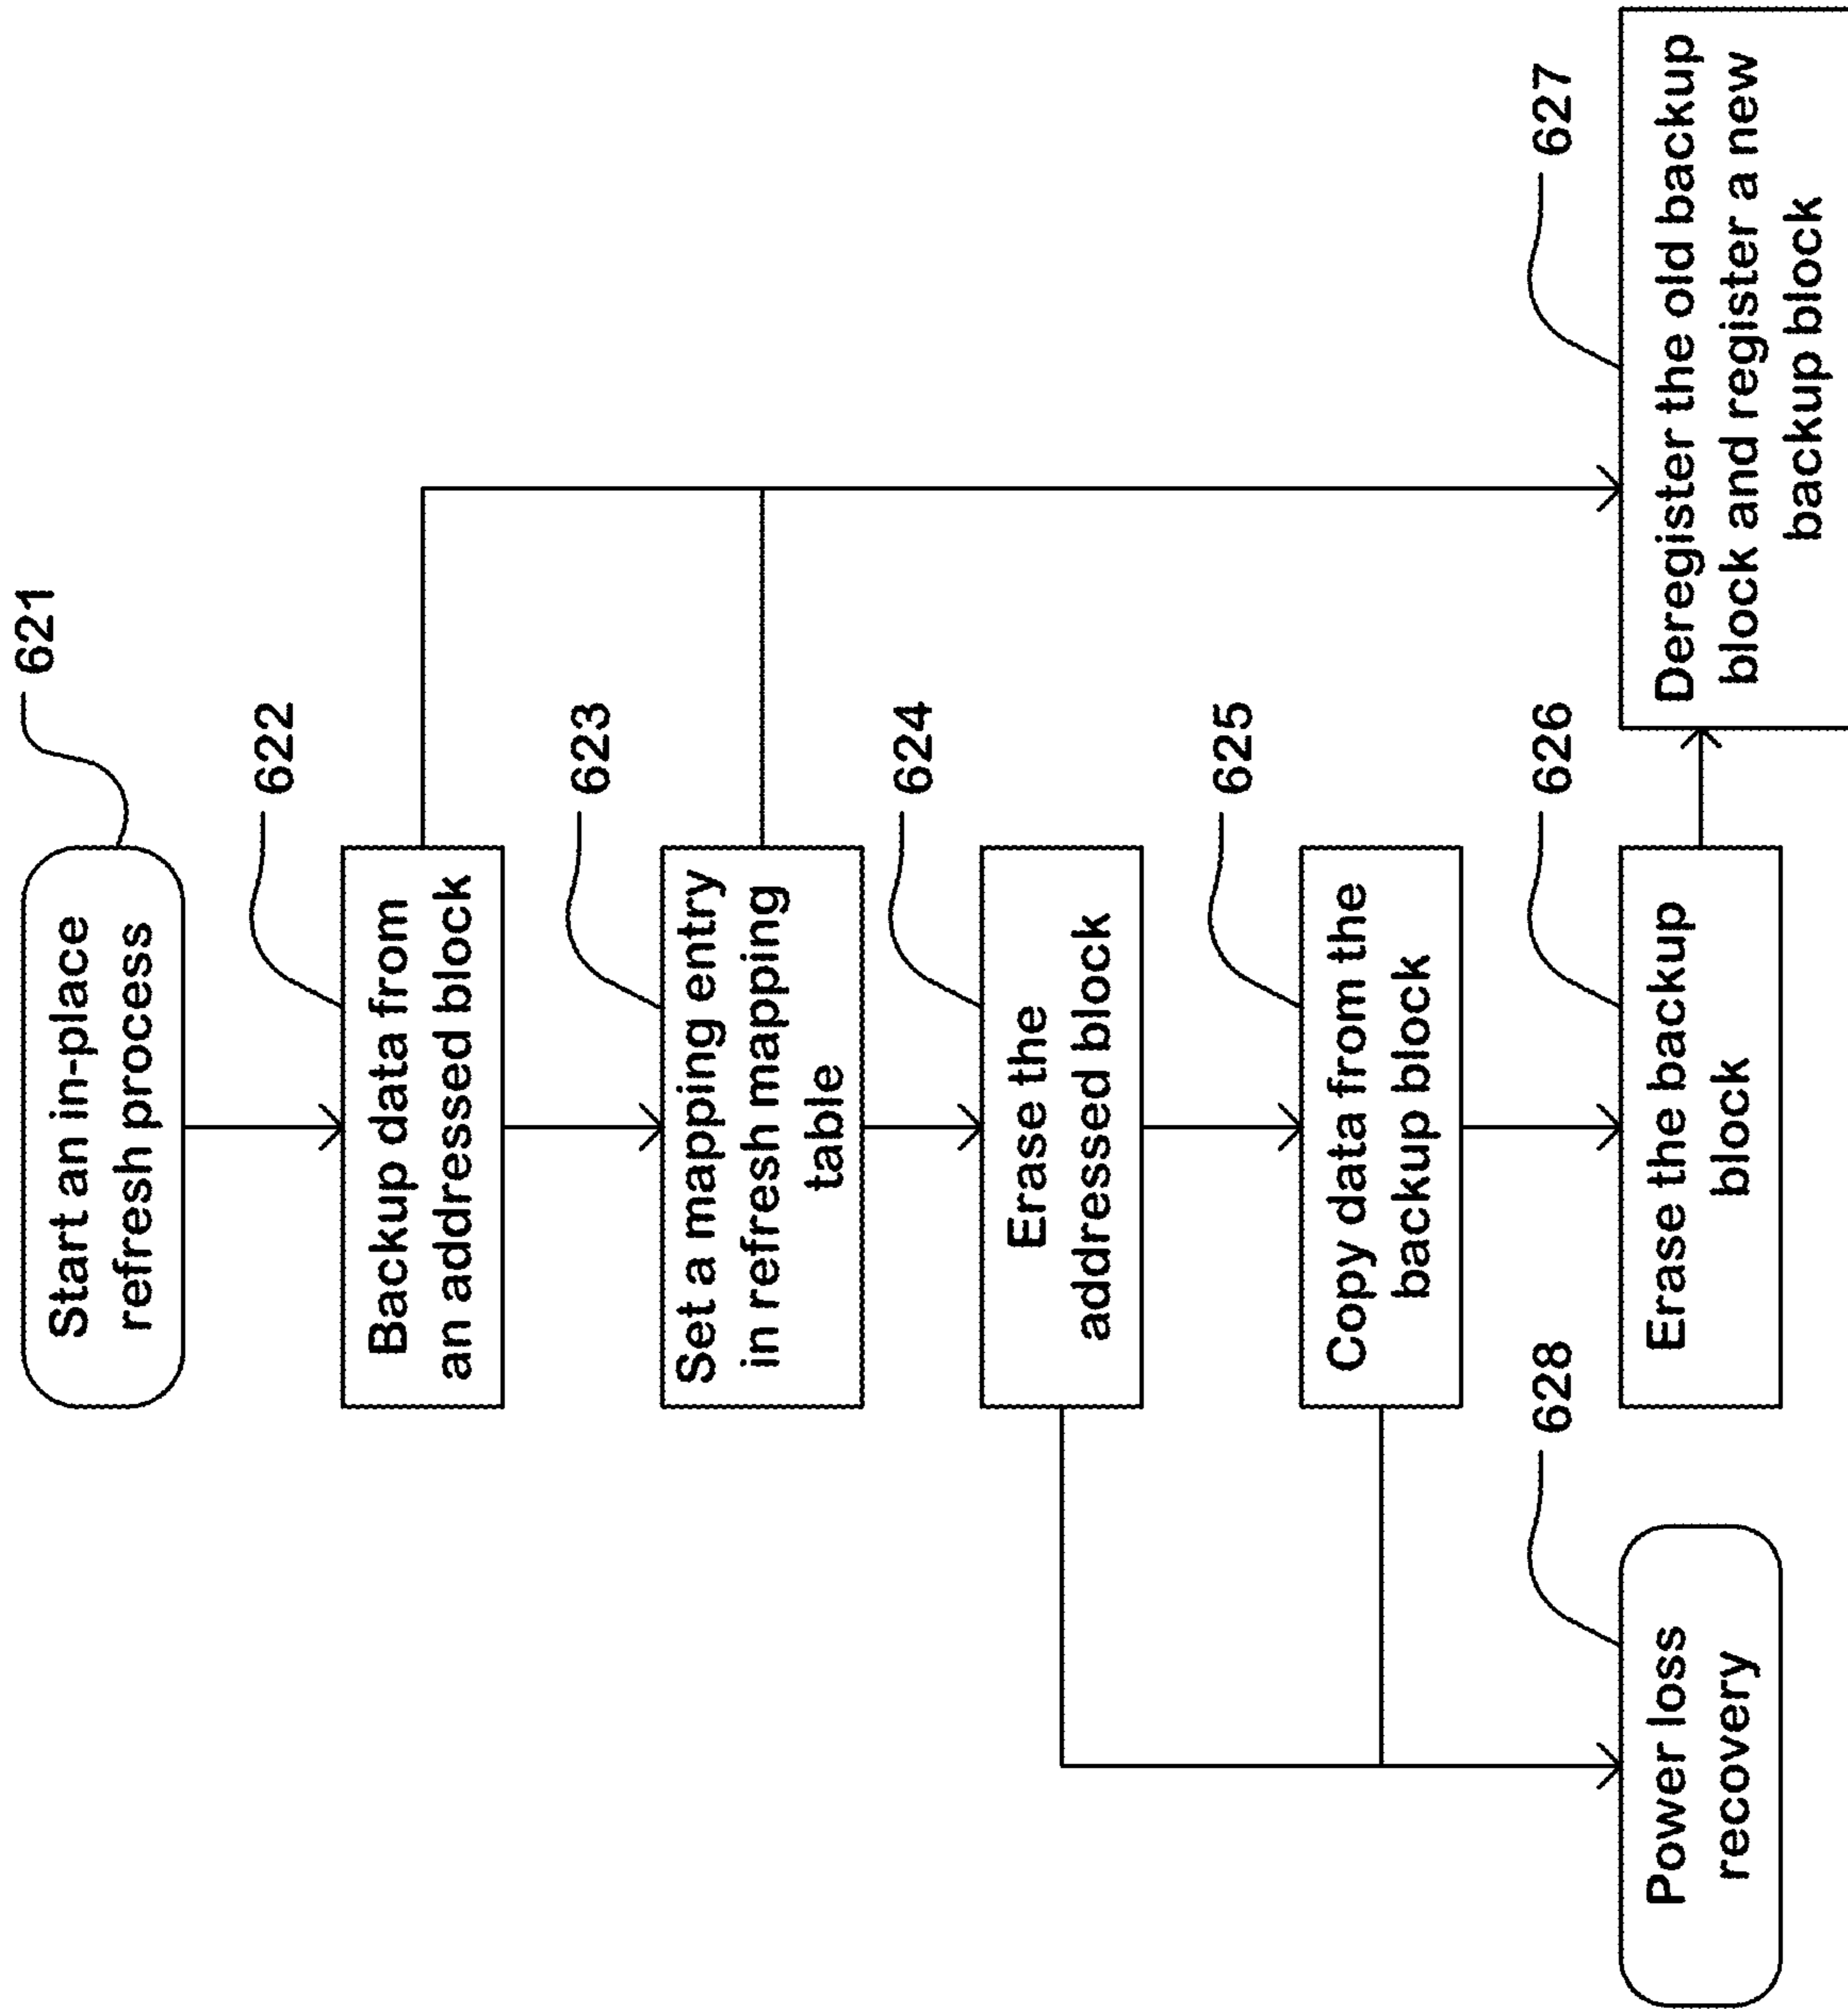 621
Start an in-place
refresh process
622
Backup data from
an addressed block
623
Set a mapping entry
in refresh mapping
table
624
Erase the
addressed block
625
Copy data from the
backup block
626
Erase the backup
block
627
Deregister the old backup
block and register a new
backup block
628
Power loss
recovery